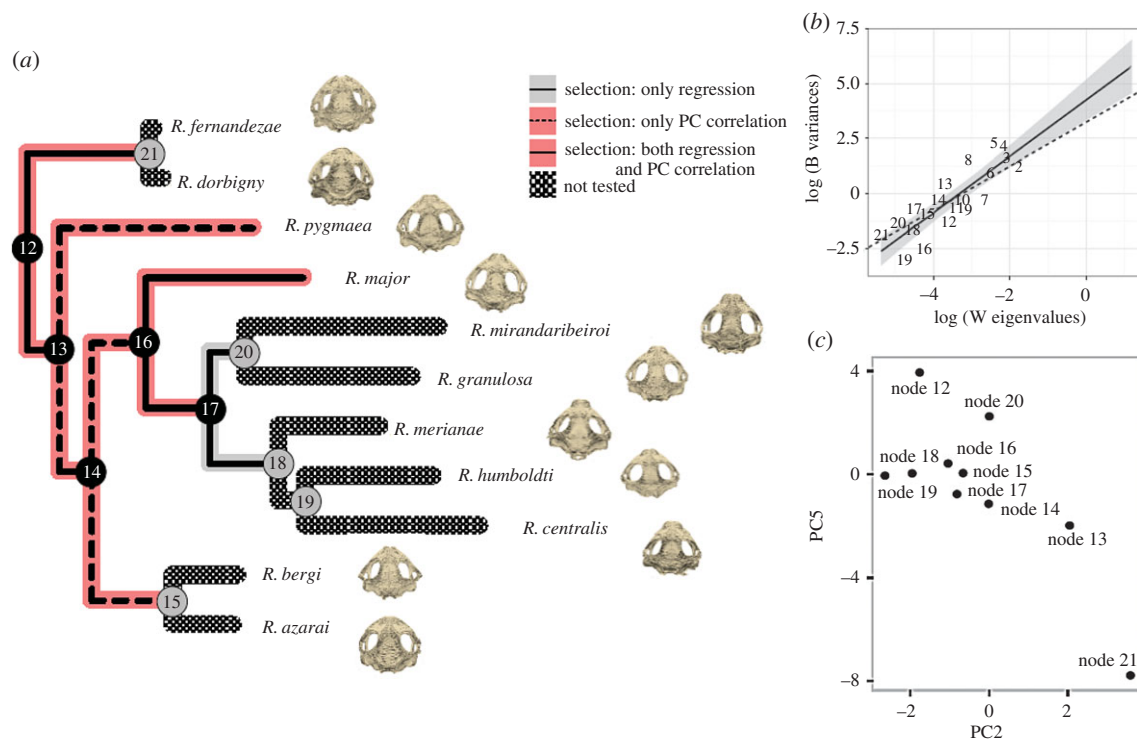 (a)
R. fernandezae
21
R. dorbigny
R. pygmaea
12
R. major
13
16
R. mirandaribeiroi
20
R. granulosa
17
R. merianae
14
18
R. humboldti
19
R. centralis
R. bergi
15
R. azarai
selection: only regression
selection: only PC correlation
selection: both regression
and PC correlation
not tested
(b)
7.5
5.0
2.5
0
−2.5
log (B variances)
5 4
3
8
2
6
13
7
14
10
17
11
9
15
12
20
18
21
16
19
−4 −2 0
log (W eigenvalues)
(c)
4
0
−4
−8
PC5
node 12
node 20
node 18
node 16
node 15
node 19
node 17
node 14
node 13
node 21
−2 0 2
PC2